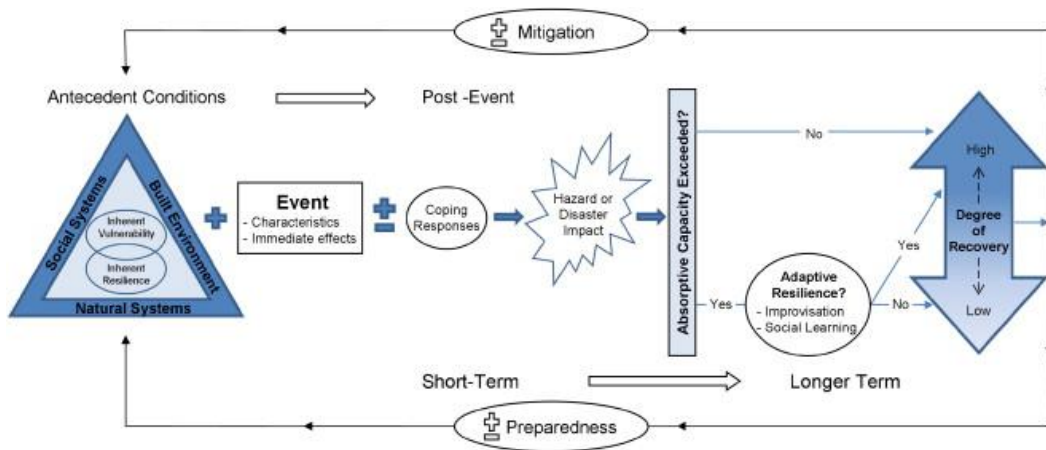 ± Mitigation
Antecedent Conditions
Post -Event
Social Systems
Built Environment
Natural Systems
Inherent
Vulnerability
Inherent
Resilience
+
Event
- Characteristics
- Immediate effects
±
Coping
Responses
Hazard or
Disaster
Impact
Absorptive Capacity Exceeded?
No
Yes
Adaptive
Resilience?
- Improvisation
- Social Learning
Yes
No
High
Degree of
Recovery
Low
Short-Term
Longer Term
± Preparedness